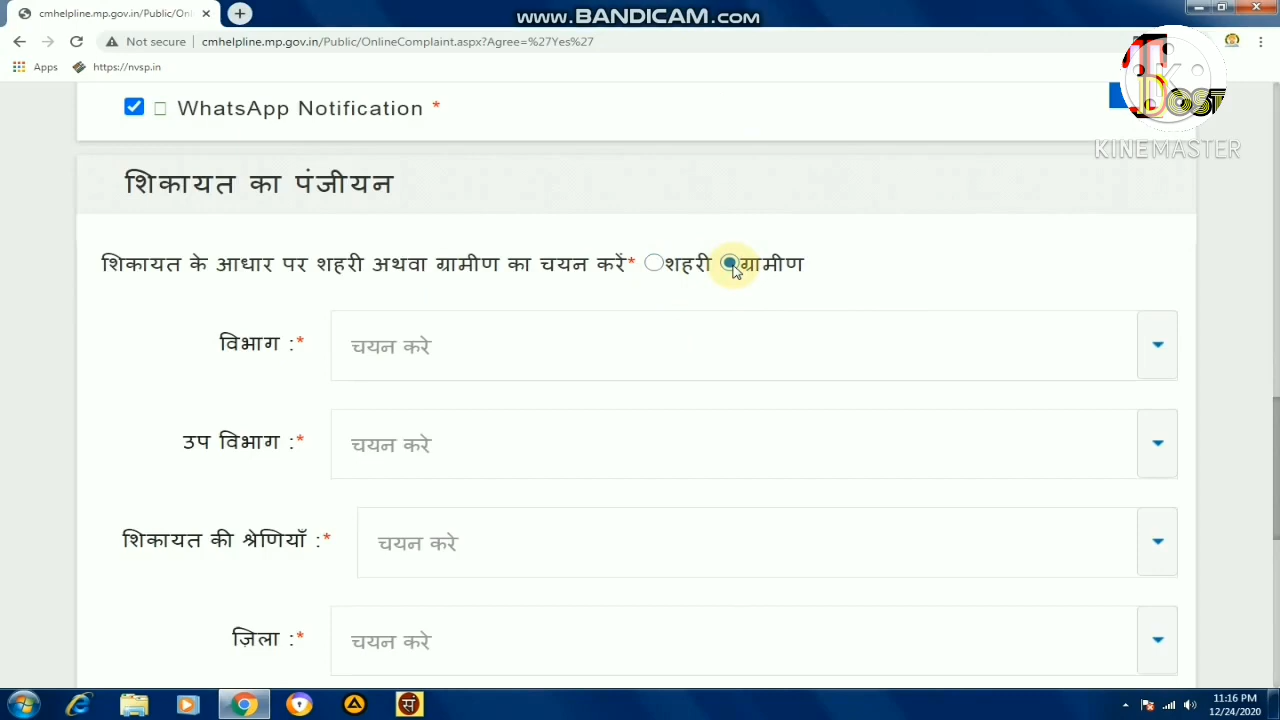 www.BANDICAM.com
cmhelpline.mp.gov.in/Public/Onli
Not secure
cmhelpline.mp.gov.in/Public/OnlineComplaint.aspx?Agree=%27Yes%27
Apps
https://nvsp.in
K
DOST
KINEMASTER
WhatsApp Notification *
शिकायत का पंजीयन
शिकायत के आधार पर शहरी अथवा ग्रामीण का चयन करें* शहरी ग्रामीण
विभाग :* चयन करे
उप विभाग :* चयन करे
शिकायत की श्रेणियाँ :* चयन करे
ज़िला :* चयन करे
सं
11:16 PM
12/24/2020